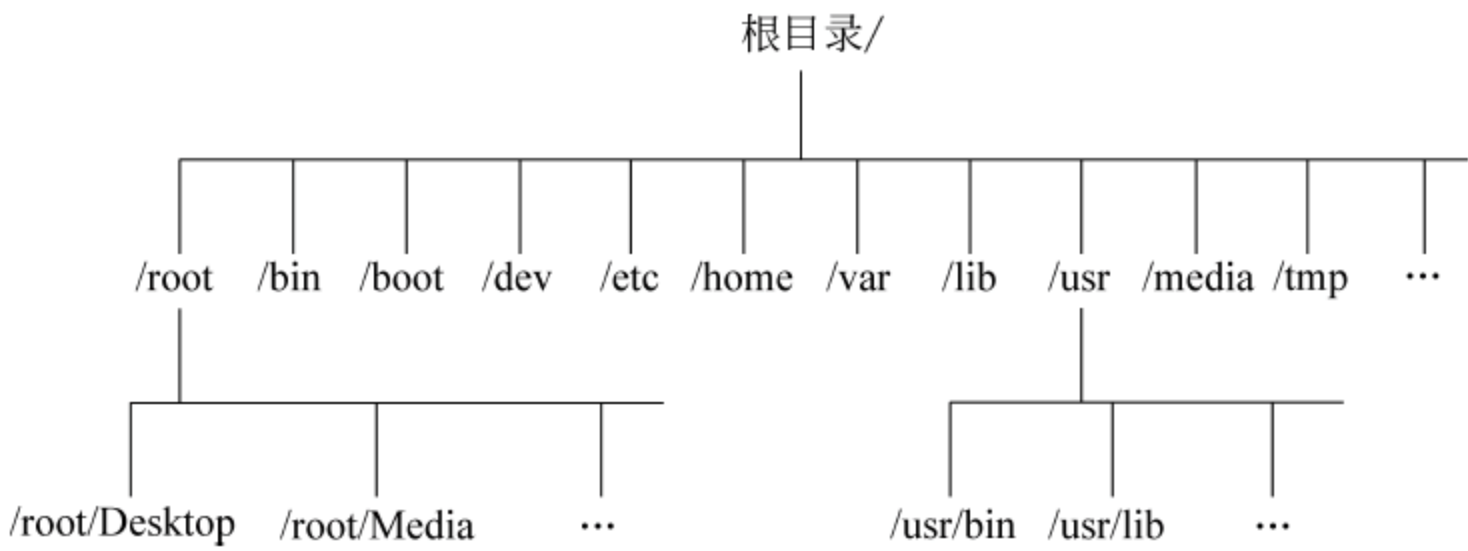 根目录/
/root /bin /boot /dev /etc /home /var /lib /usr /media /tmp …
/root/Desktop /root/Media … /usr/bin /usr/lib …